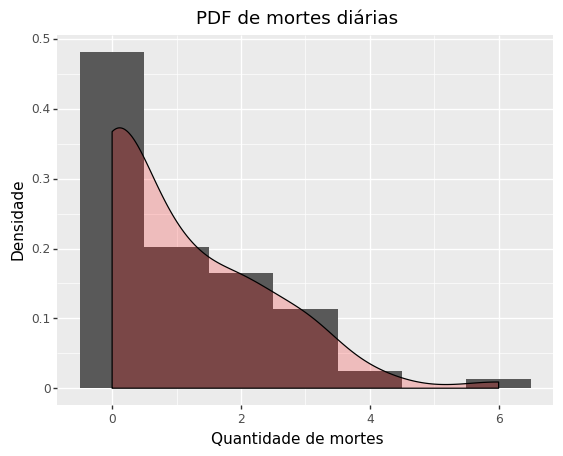 PDF de mortes diárias
0.5
0.4
0.3
0.2
0.1
0
Densidade
0 2 4 6
Quantidade de mortes